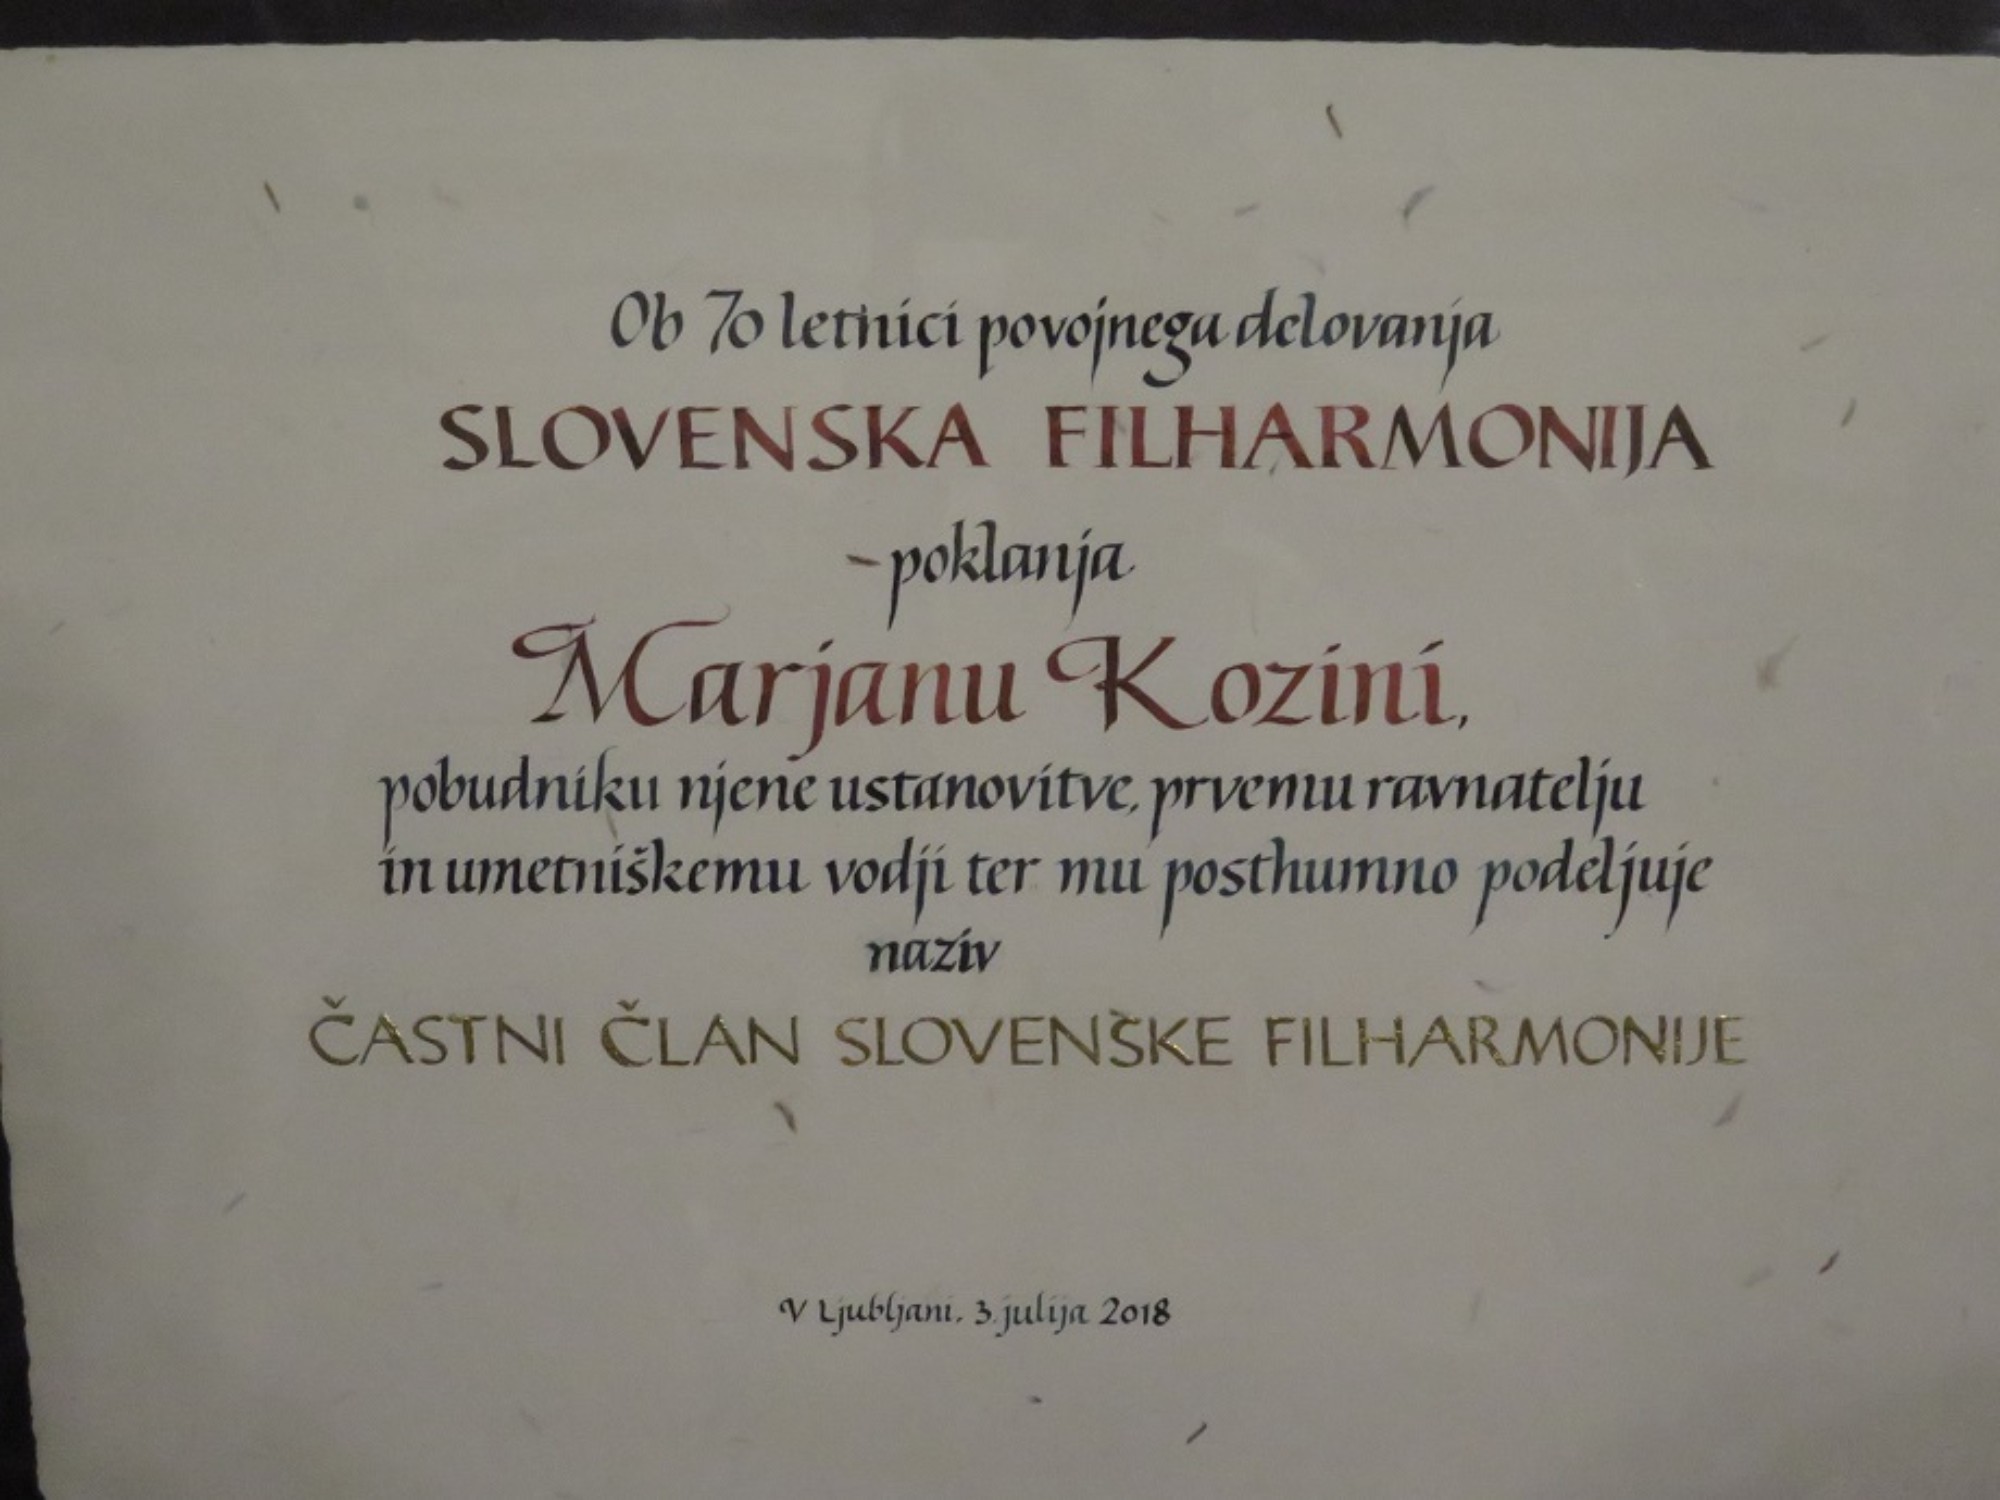 Ob 70 letnici povojnega delovanja
SLOVENSKA FILHARMONIJA
poklanja
Marjanu Kozini,
pobudniku njene ustanovitve, prvemu ravnatelju
in umetniškemu vodji ter mu posthumno podeljuje
naziv
ČASTNI ČLAN SLOVENSKE FILHARMONIJE
V Ljubljani, 3. julija 2018